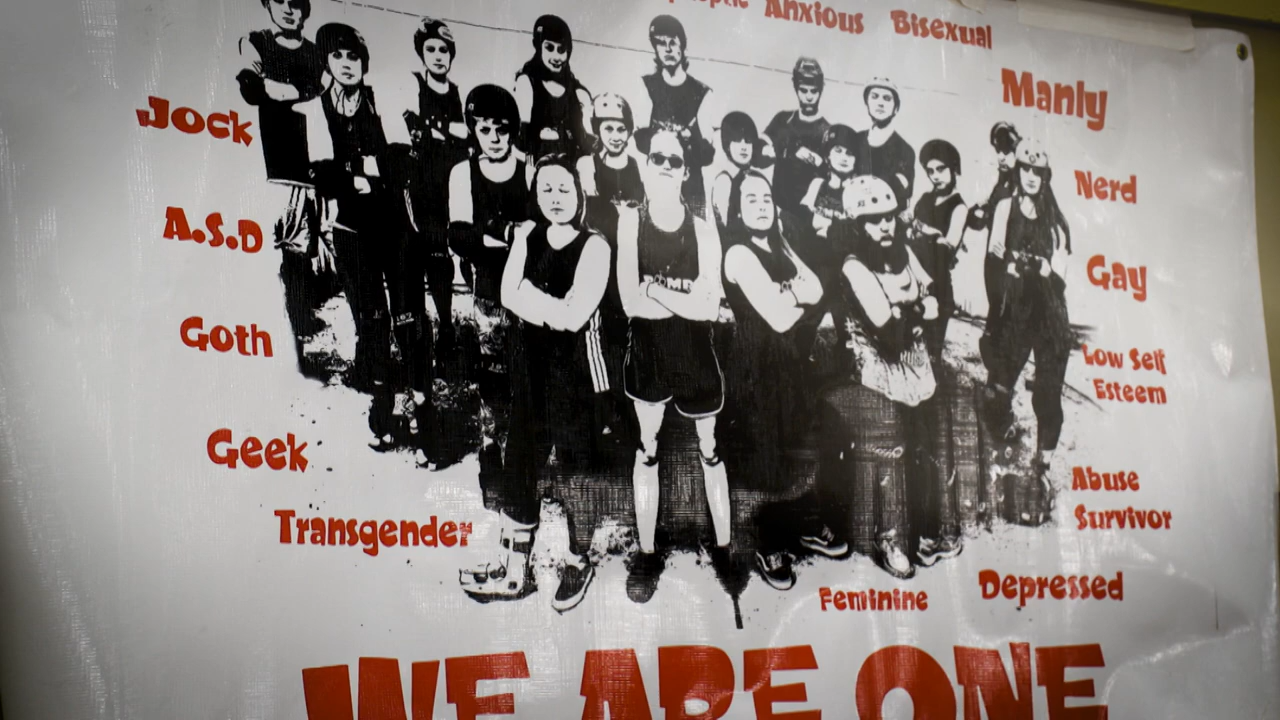 Anxious Bisexual
Manly
Jock
Nerd
A.S.D
Gay
Goth
Low Self
Esteem
Geek
Abuse
Survivor
Transgender
Feminine
Depressed
WE ARE ONE